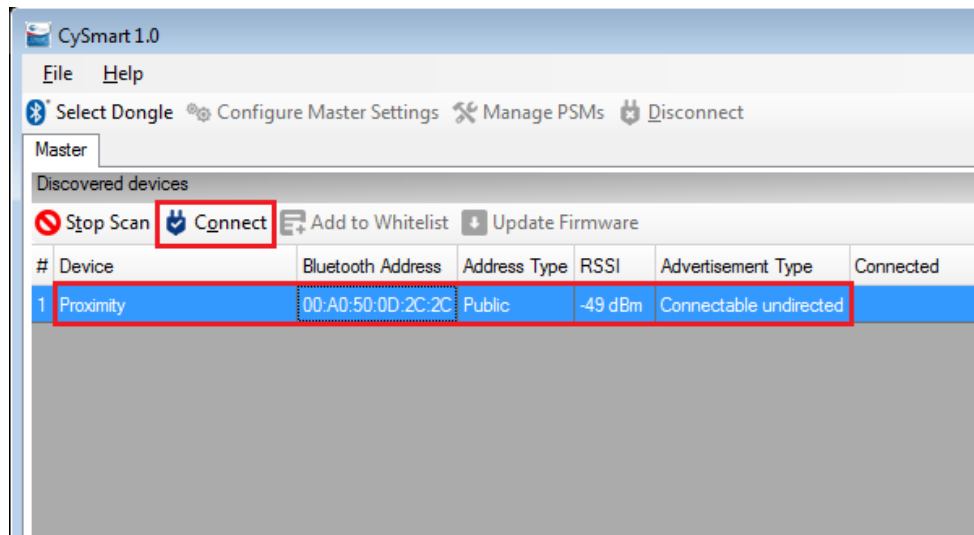 CySmart 1.0
File Help
Select Dongle Configure Master Settings Manage PSMs Disconnect
Master
Discovered devices
Stop Scan Connect Add to Whitelist Update Firmware
# Device Bluetooth Address Address Type RSSI Advertisement Type Connected
1 Proximity 00:A0:50:0D:2C:2C Public -49 dBm Connectable undirected